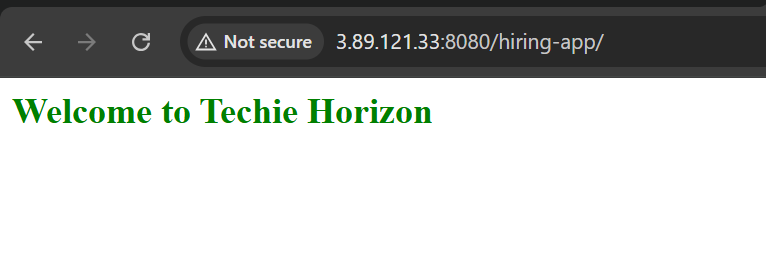 Not secure 3.89.121.33:8080/hiring-app/
Welcome to Techie Horizon